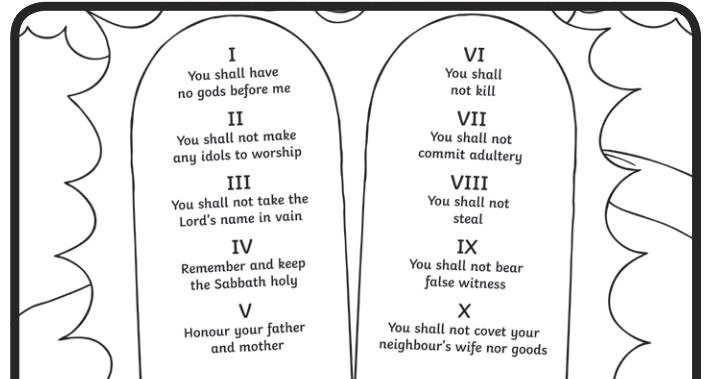 I
You shall have
no gods before me
II
You shall not make
any idols to worship
III
You shall not take the
Lord's name in vain
IV
Remember and keep
the Sabbath holy
V
Honour your father
and mother
VI
You shall
not kill
VII
You shall not
commit adultery
VIII
You shall not
steal
IX
You shall not bear
false witness
X
You shall not covet your
neighbour's wife nor goods